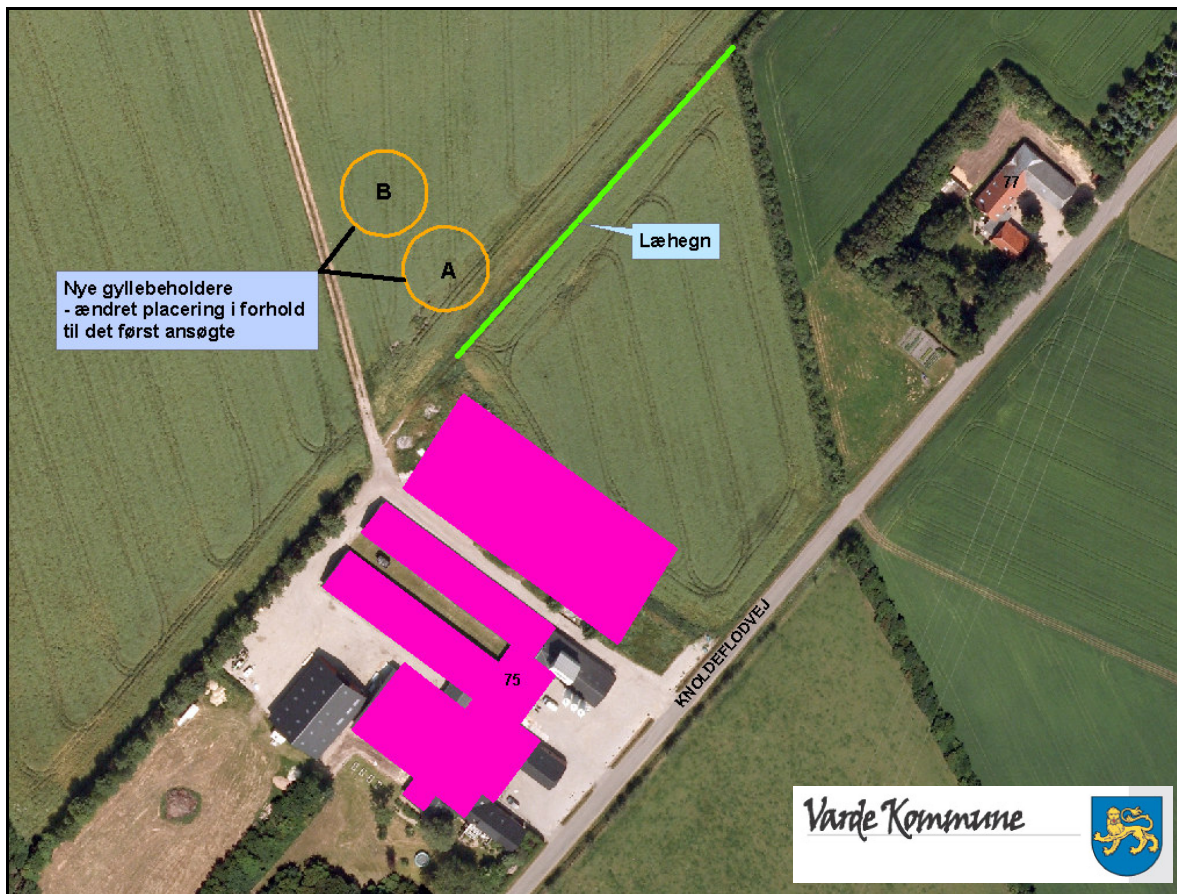 B
A
Læhegn
77
Nye gyllebeholdere
- ændret placering i forhold
til det først ansøgte
KNOLDEFLODVEJ
75
Varde Kommune